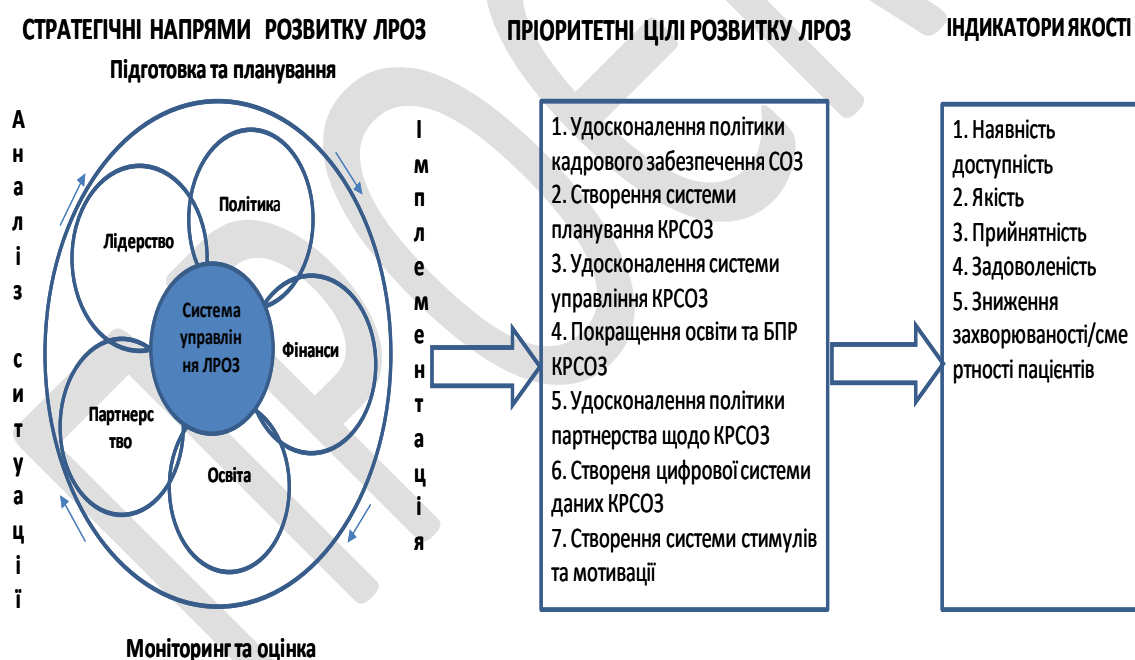 СТРАТЕГІЧНІ НАПРЯМИ РОЗВИТКУ ЛРОЗ
Підготовка та планування
Аналіз ситуації
Політика
Лідерство
Система
управлін
ня ЛРОЗ
Фінанси
Партнерс
тво
Освіта
Імплементація
Моніторинг та оцінка
ПРІОРИТЕТНІ ЦІЛІ РОЗВИТКУ ЛРОЗ
1. Удосконалення політики
кадрового забезпечення СОЗ
2. Створення системи
планування КРСОЗ
3. Удосконалення системи
управління КРСОЗ
4. Покращення освіти та БПР
КРСОЗ
5. Удосконалення політики
партнерства щодо КРСОЗ
6. Створеня цифрової системи
даних КРСОЗ
7. Створення системи стимулів
та мотивації
ІНДИКАТОРИ ЯКОСТІ
1. Наявність
доступність
2. Якість
3. Прийнятність
4. Задоволеність
5. Зниження
захворюваності/сме
ртності пацієнтів